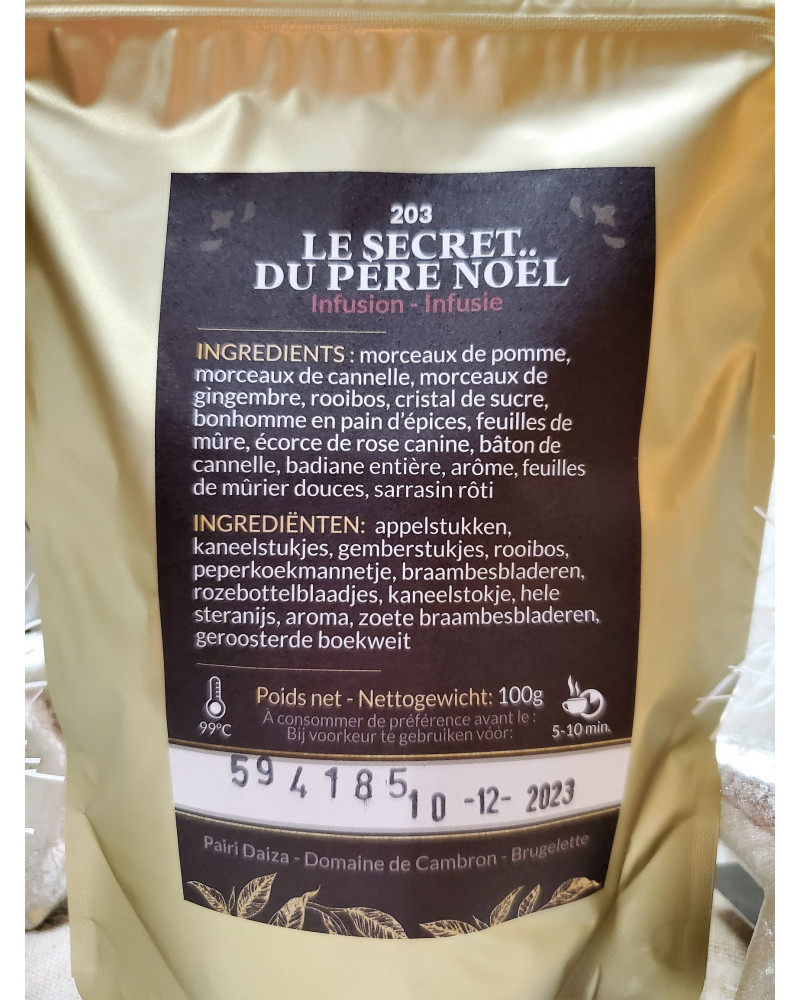 203
LE SECRET..
DU PÈRE NOËL
Infusion - Infusie
INGREDIENTS : morceaux de pomme,
morceaux de cannelle, morceaux de
gingembre, rooibos, cristal de sucre,
bonhomme en pain d'épices, feuilles de
mûre, écorce de rose canine, bâton de
cannelle, badiane entière, arôme, feuilles
de mûrier douces, sarrasin rôti
INGREDIËNTEN: appelstukken,
kaneelstukjes, gemberstukjes, rooibos,
peperkoekmannetje, braambesbladeren,
rozebottelblaadjes, kaneelstokje, hele
steranijs, aroma, zoete braambesbladeren,
geroosterde boekweit
Poids net - Nettogewicht: 100g
À consommer de préférence avant le :
Bij voorkeur te gebruiken vóór:
99°C
5-10 min.
594185 10 -12- 2023
Pairi Daiza - Domaine de Cambron - Brugelette